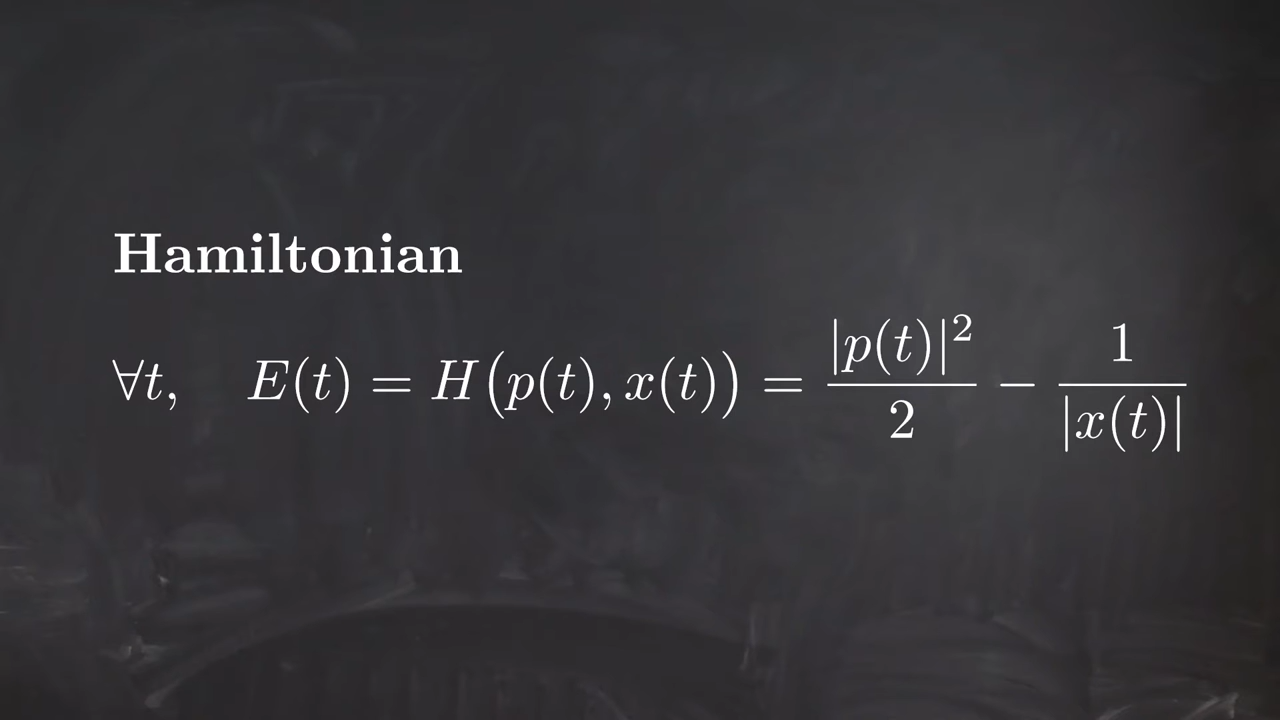 Hamiltonian
∀t, E(t) = H(p(t), x(t)) = |p(t)|²/2 − 1/|x(t)|